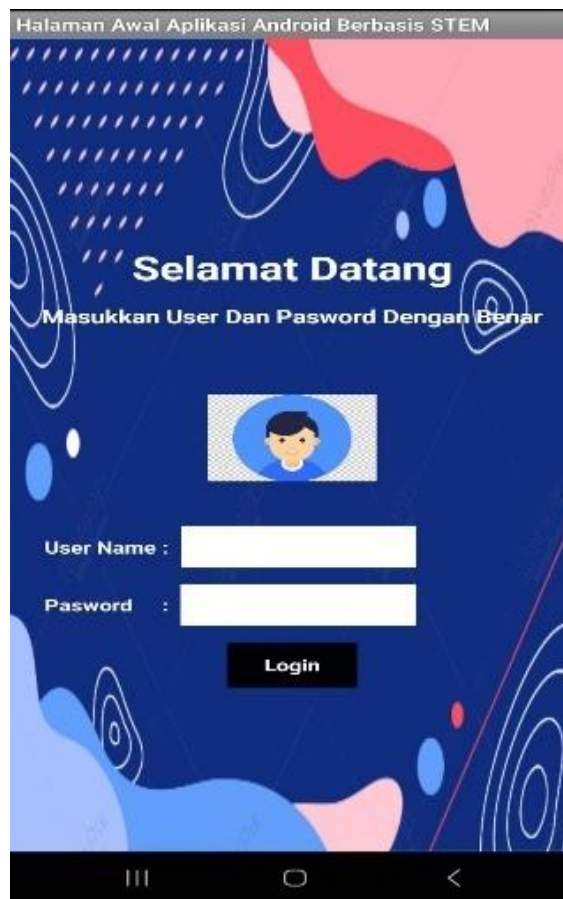 Halaman Awal Aplikasi Android Berbasis STEM
Selamat Datang
Masukkan User Dan Pasword Dengan Benar
User Name :
Pasword :
Login